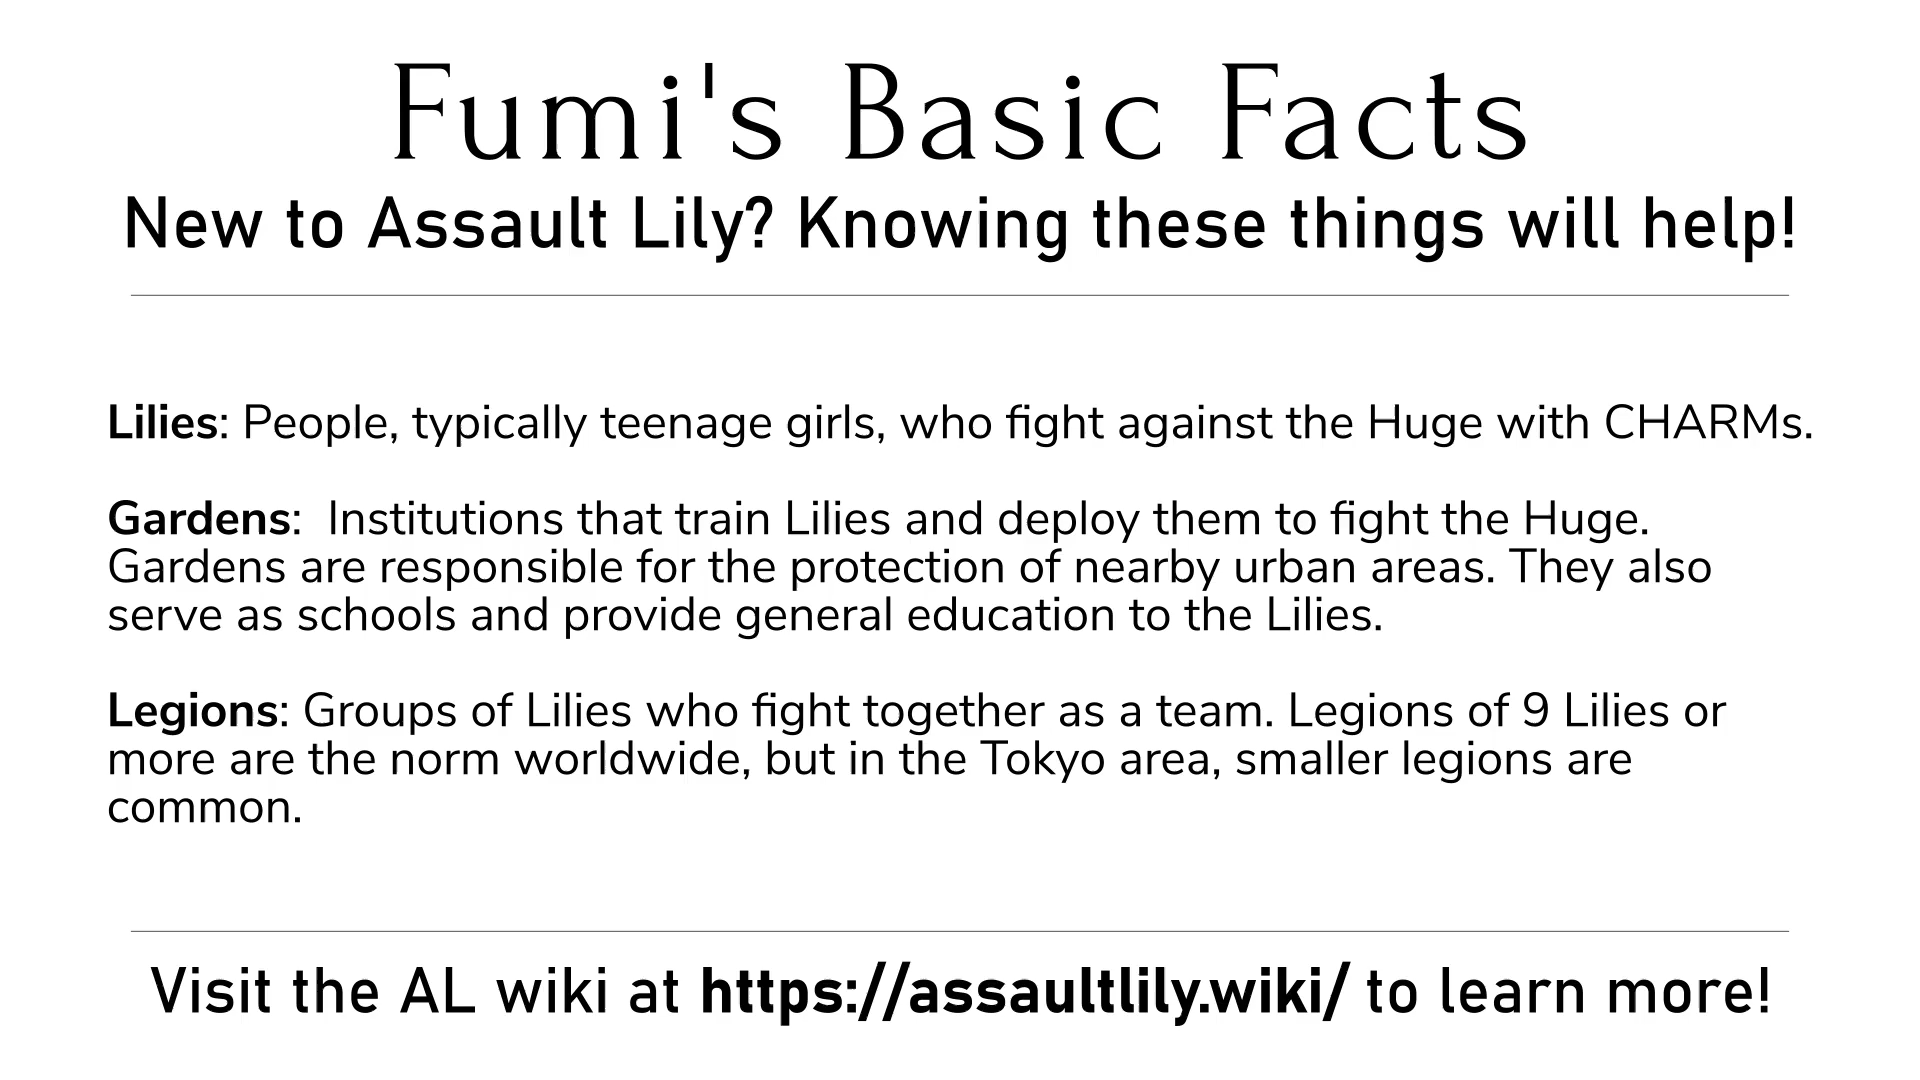 Fumi's Basic Facts
New to Assault Lily? Knowing these things will help!
Lilies: People, typically teenage girls, who fight against the Huge with CHARMs.
Gardens:  Institutions that train Lilies and deploy them to fight the Huge.
Gardens are responsible for the protection of nearby urban areas. They also
serve as schools and provide general education to the Lilies.
Legions: Groups of Lilies who fight together as a team. Legions of 9 Lilies or
more are the norm worldwide, but in the Tokyo area, smaller legions are
common.
Visit the AL wiki at https://assaultlily.wiki/ to learn more!